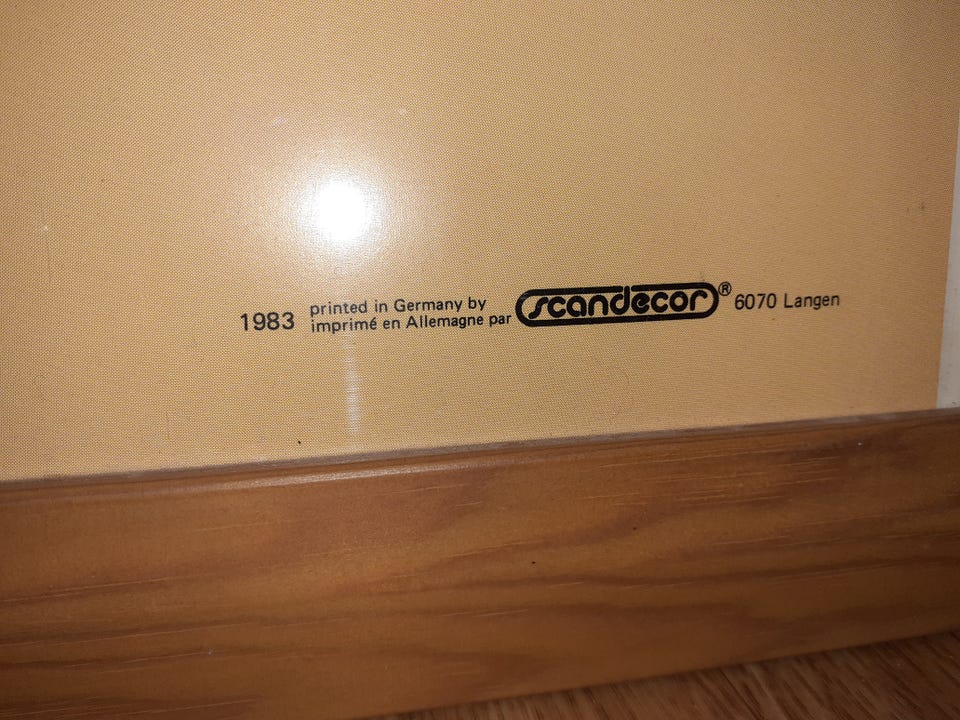 1983 printed in Germany by
imprimé en Allemagne par scandecor® 6070 Langen